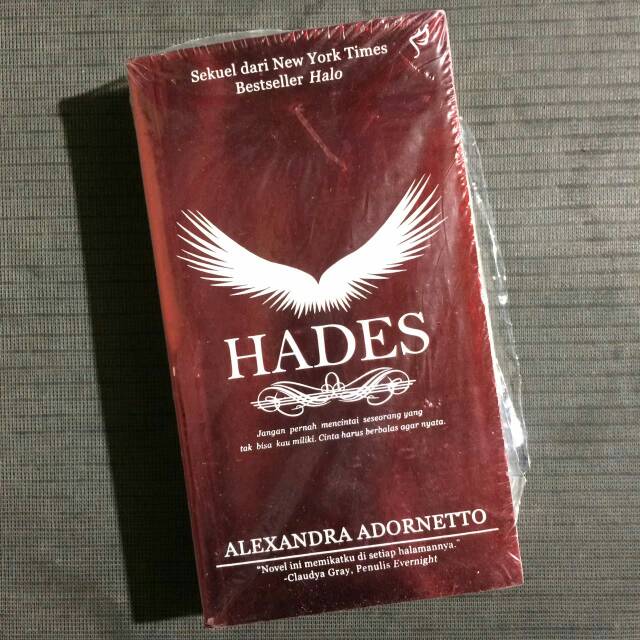 Sekuel dari New York Times
Bestseller Halo
HADES
Jangan pernah mencintai seseorang yang
tak bisa kau miliki. Cinta harus berbalas agar nyata.
ALEXANDRA ADORNETTO
"Novel ini memikatku di setiap halamannya."
-Claudya Gray, Penulis Evernight